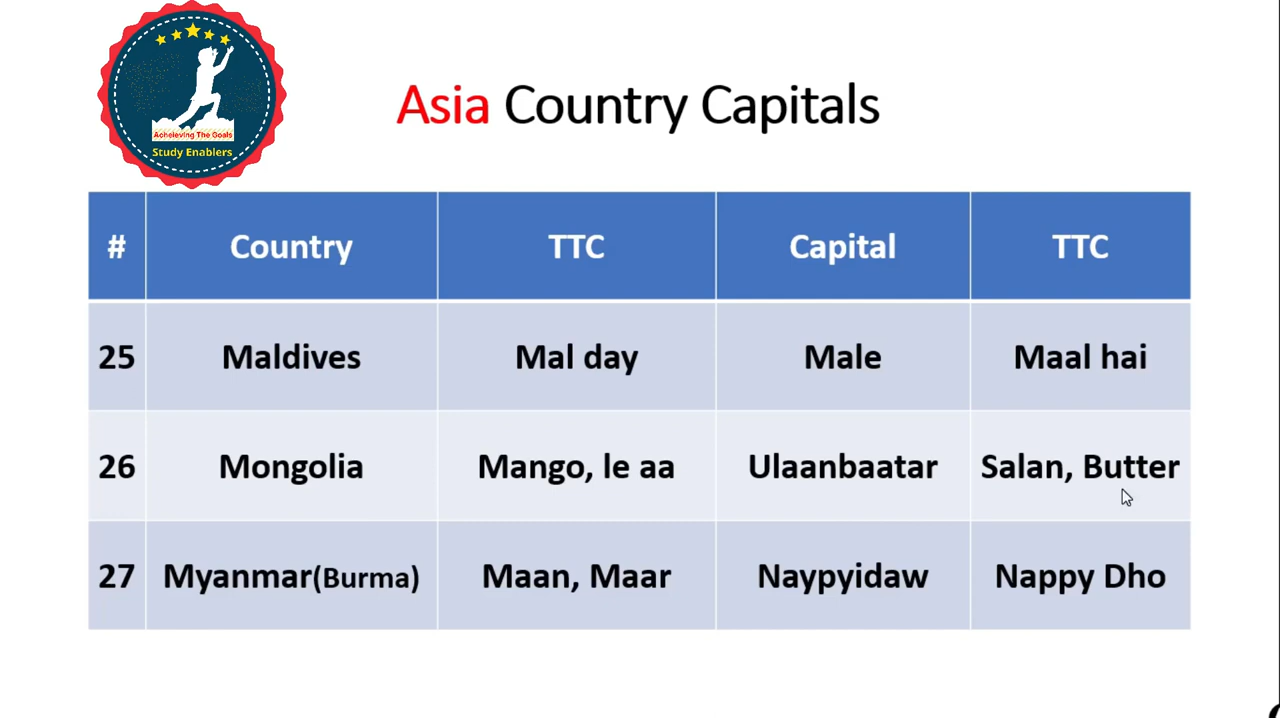 Acheleving The Goals
Study Enablers
Asia Country Capitals
# Country TTC Capital TTC
25 Maldives Mal day Male Maal hai
26 Mongolia Mango, le aa Ulaanbaatar Salan, Butter
27 Myanmar(Burma) Maan, Maar Naypyidaw Nappy Dho